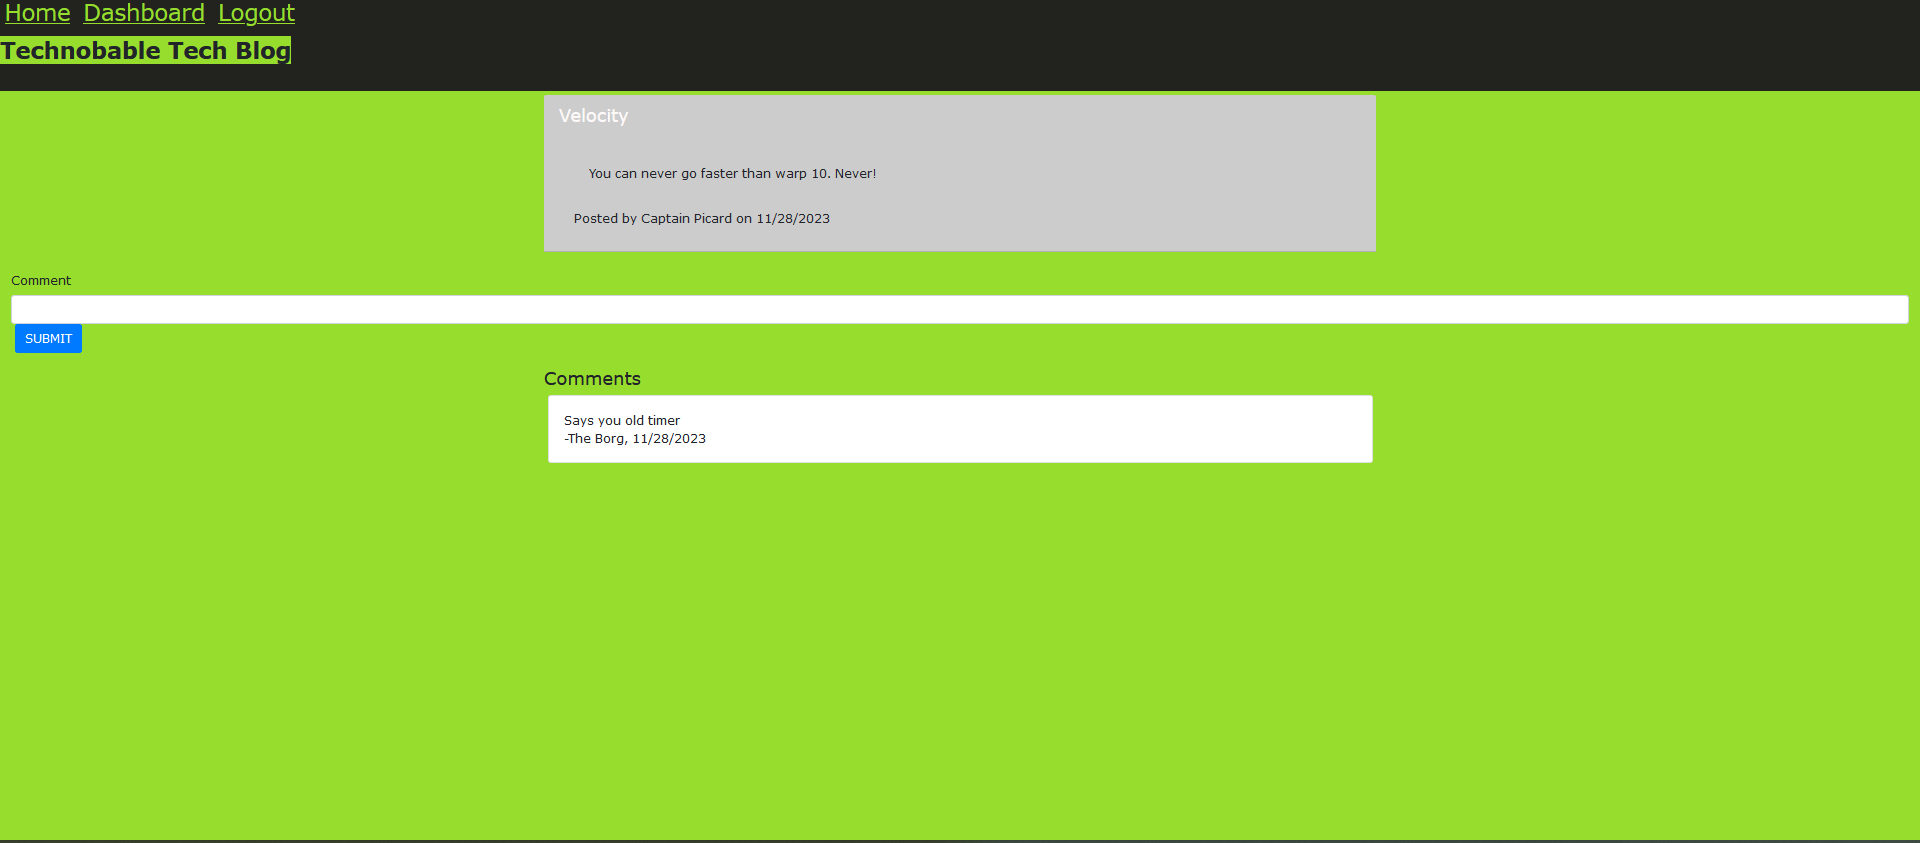 Home Dashboard Logout
Technobable Tech Blog
Velocity
You can never go faster than warp 10. Never!
Posted by Captain Picard on 11/28/2023
Comment
SUBMIT
Comments
Says you old timer
-The Borg, 11/28/2023